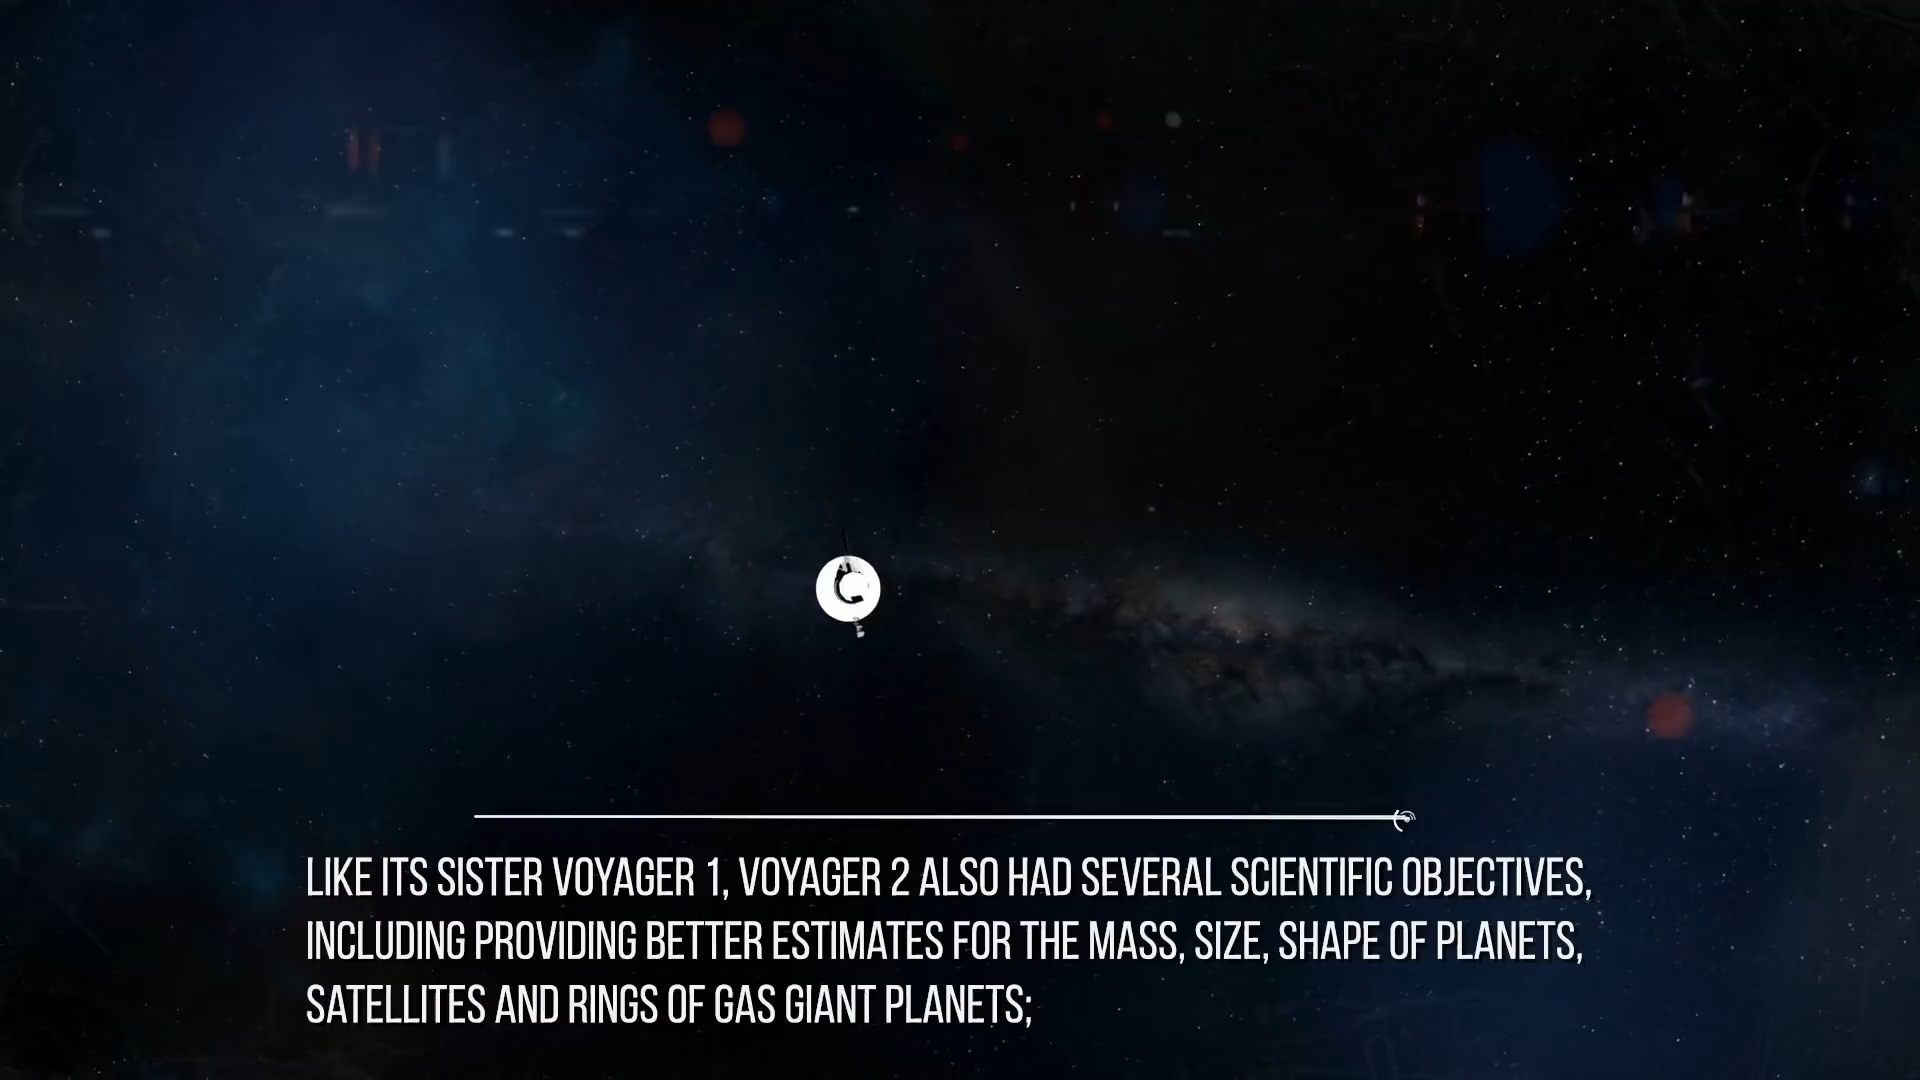 LIKE ITS SISTER VOYAGER 1, VOYAGER 2 ALSO HAD SEVERAL SCIENTIFIC OBJECTIVES,
INCLUDING PROVIDING BETTER ESTIMATES FOR THE MASS, SIZE, SHAPE OF PLANETS,
SATELLITES AND RINGS OF GAS GIANT PLANETS;